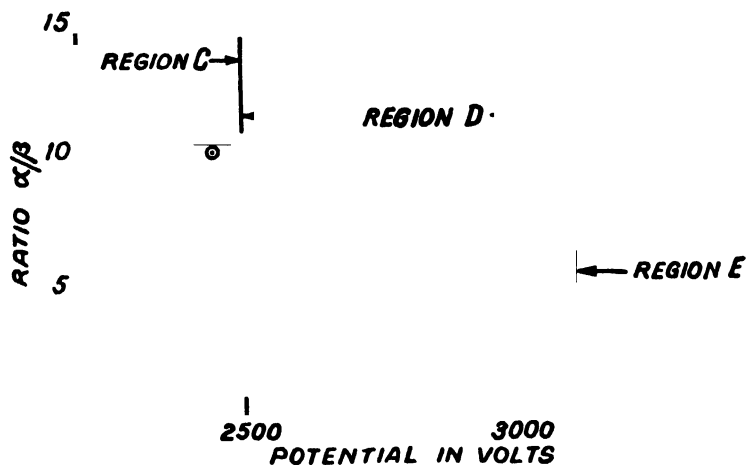 15
REGION C
REGION D
10
RATIO α/β
REGION E
5
2500 3000
POTENTIAL IN VOLTS